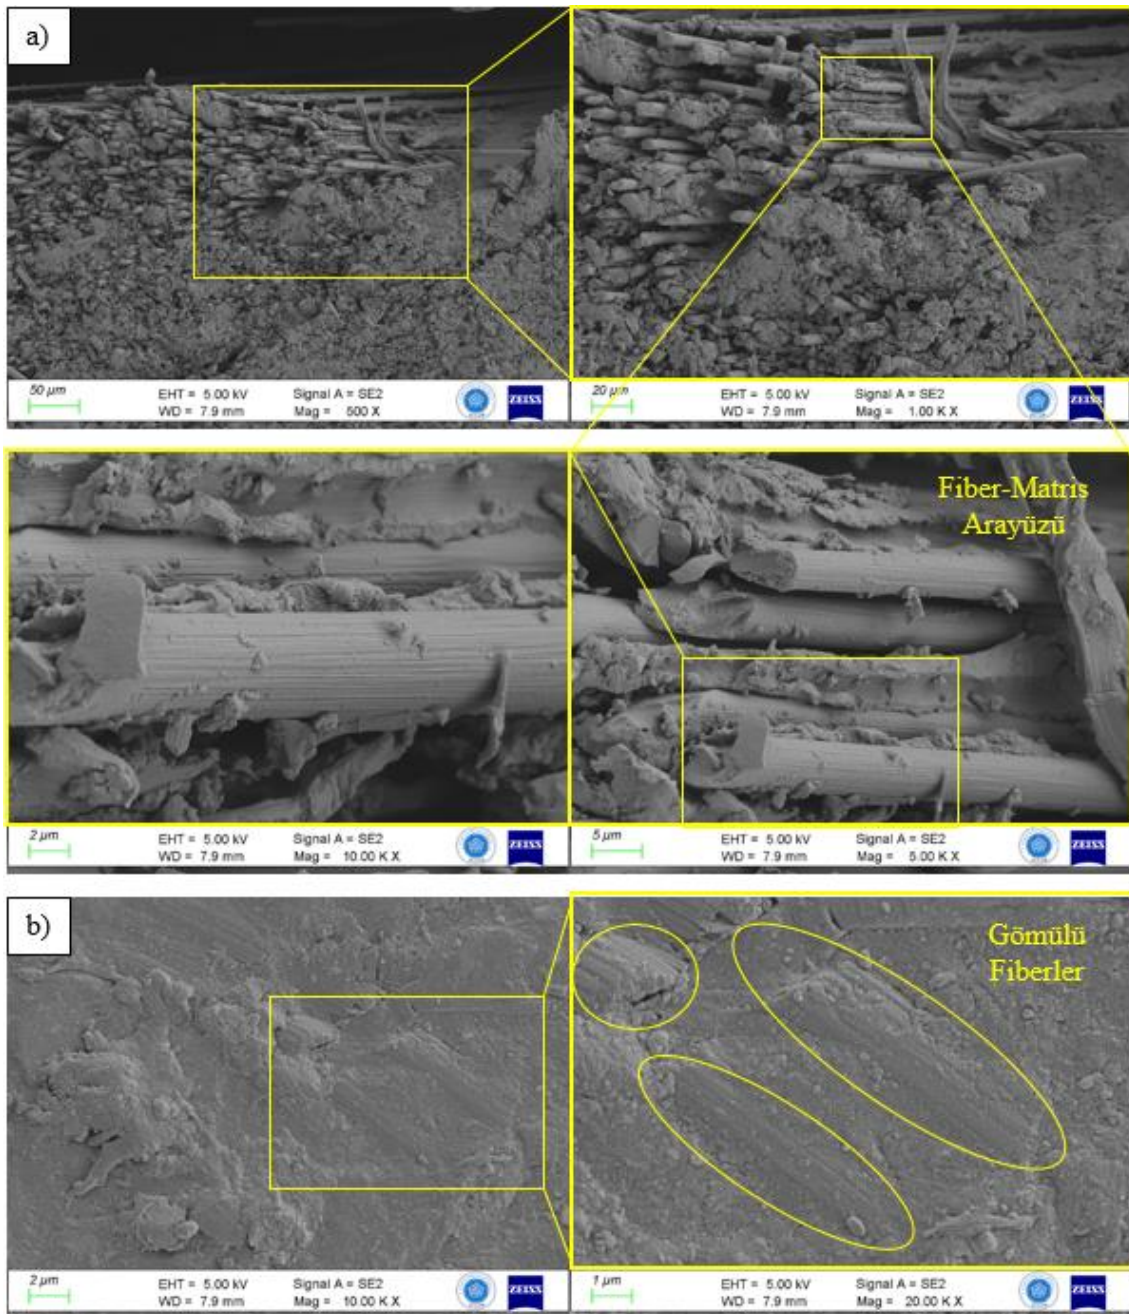 a)
50 µm
EHT = 5.00 kV
Signal A = SE2
WD = 7.9 mm
Mag = 500 X
ZEISS
20 µm
EHT = 5.00 kV
Signal A = SE2
WD = 7.9 mm
Mag = 1.00 K X
ZEISS
Fiber-Matris
Arayüzü
2 µm
EHT = 5.00 kV
Signal A = SE2
WD = 7.9 mm
Mag = 10.00 K X
ZEISS
5 µm
EHT = 5.00 kV
Signal A = SE2
WD = 7.9 mm
Mag = 5.00 K X
ZEISS
b)
Gömülü
Fiberler
2 µm
EHT = 5.00 kV
Signal A = SE2
WD = 7.9 mm
Mag = 10.00 K X
ZEISS
1 µm
EHT = 5.00 kV
Signal A = SE2
WD = 7.9 mm
Mag = 20.00 K X
ZEISS